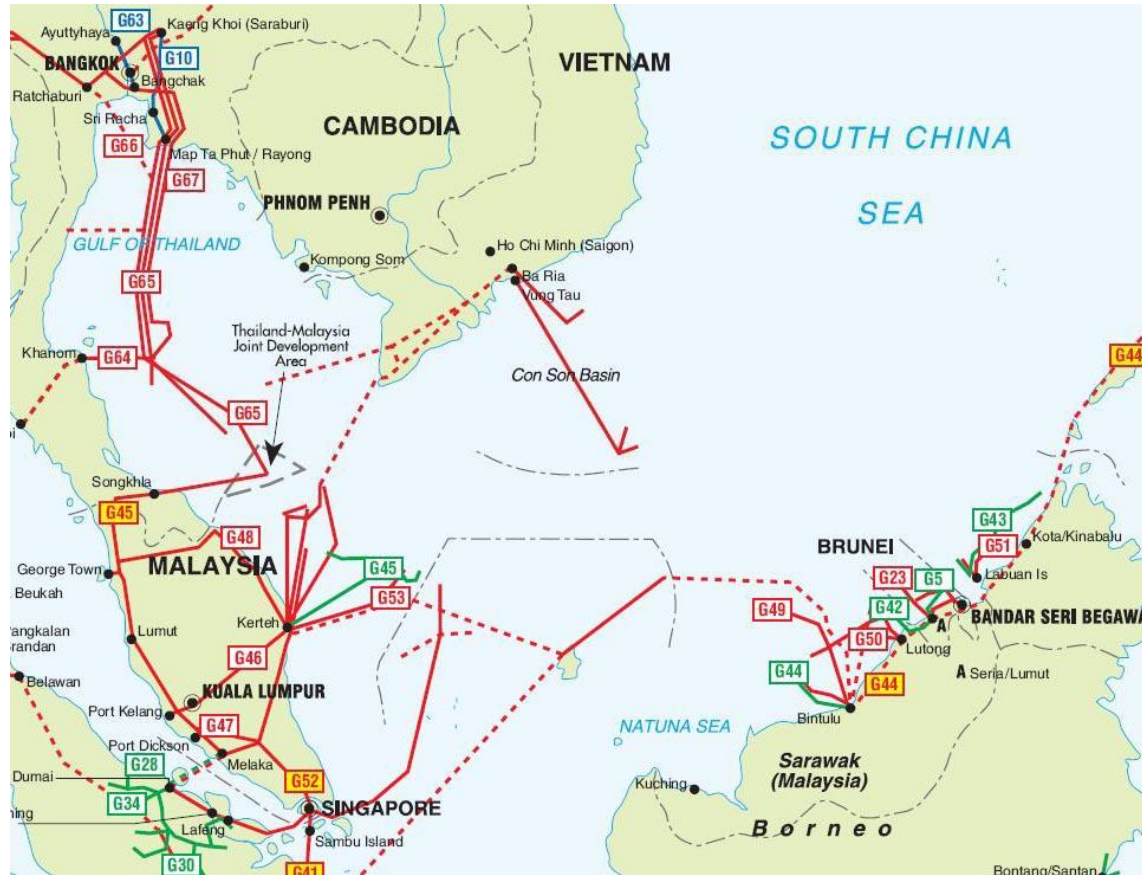 G63
Kaeng Khoi (Saraburi)
Ayuttyhaya
VIETNAM
BANGKOK
G10
Bangchak
Ratchaburi
Sri Racha
CAMBODIA
SOUTH CHINA
SEA
G66
Map Ta Phut / Rayong
G67
PHNOM PENH
GULF OF THAILAND
Ho Chi Minh (Saigon)
Kompong Som
Ba Ria
Vung Tau
G65
Thailand-Malaysia
Joint Development
Area
Khanom
G64
G44
Con Son Basin
G65
Songkhla
G45
G48
G43
BRUNEI
G51
Kota/Kinabalu
MALAYSIA
G45
George Town
Labuan Is
G23
G5
Beukah
G53
G49
G42
BANDAR SERI BEGAWA
Kerteh
A
Lumut
G50
Lutong
G46
G44
G44
A Seria/Lumut
Belawan
KUALA LUMPUR
Port Kelang
Bintulu
G47
NATUNA SEA
Port Dickson
Melaka
Sarawak
(Malaysia)
Dumai
G28
G52
Kuching
G34
SINGAPORE
Lafeng
Borneo
Sambu Island
G30
G41
Bontang/Santan